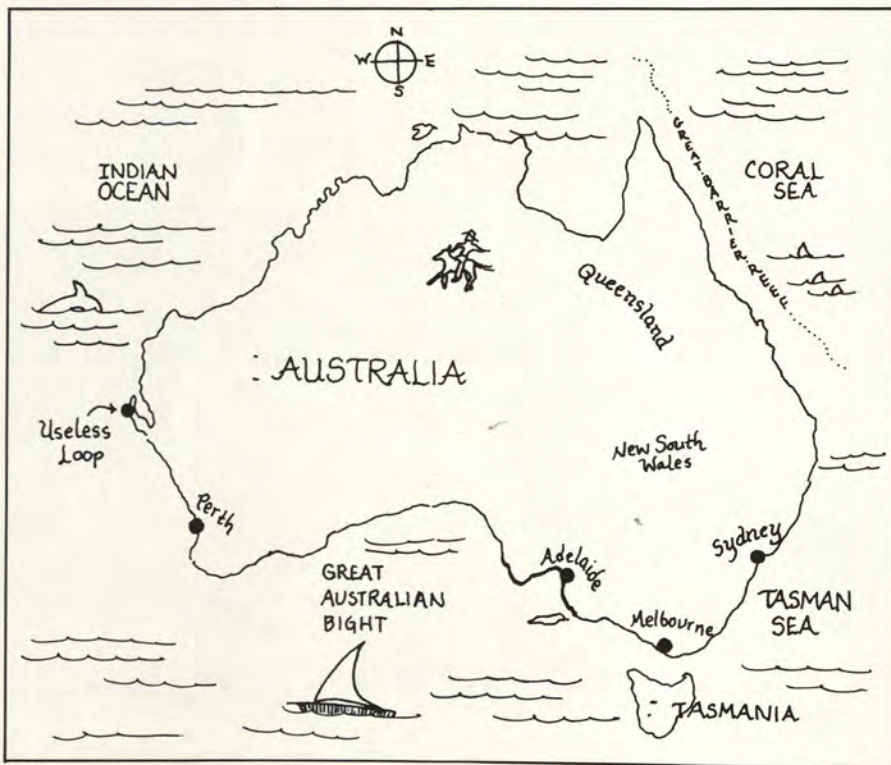 N
W E
S
INDIAN
OCEAN
GREAT BARRIER REEF
CORAL
SEA
Queensland
AUSTRALIA
Useless
Loop
New South
Wales
Perth
Sydney
Adelaide
GREAT
AUSTRALIAN
BIGHT
Melbourne
TASMAN
SEA
TASMANIA